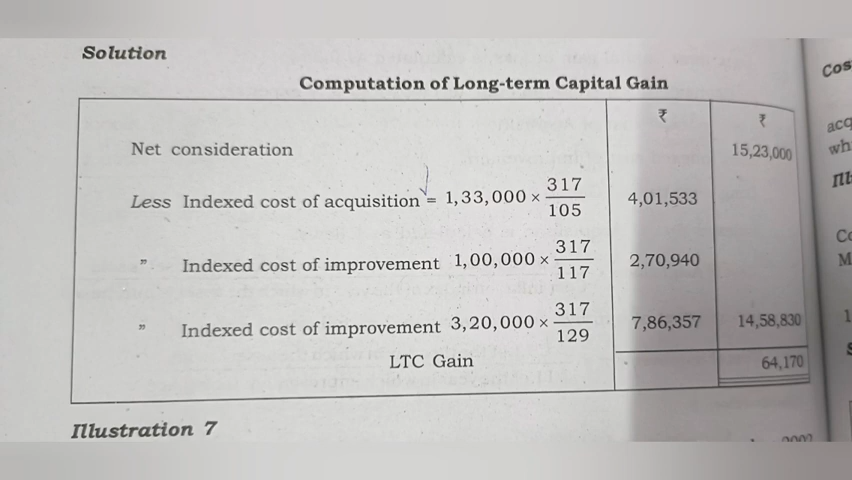 Solution
Computation of Long-term Capital Gain
₹ ₹
Net consideration 15,23,000
Less Indexed cost of acquisition = 1,33,000 × 317/105 4,01,533
” Indexed cost of improvement 1,00,000 × 317/117 2,70,940
” Indexed cost of improvement 3,20,000 × 317/129 7,86,357 14,58,830
LTC Gain 64,170
Illustration 7
Cos
acq
wh
Co
M
1